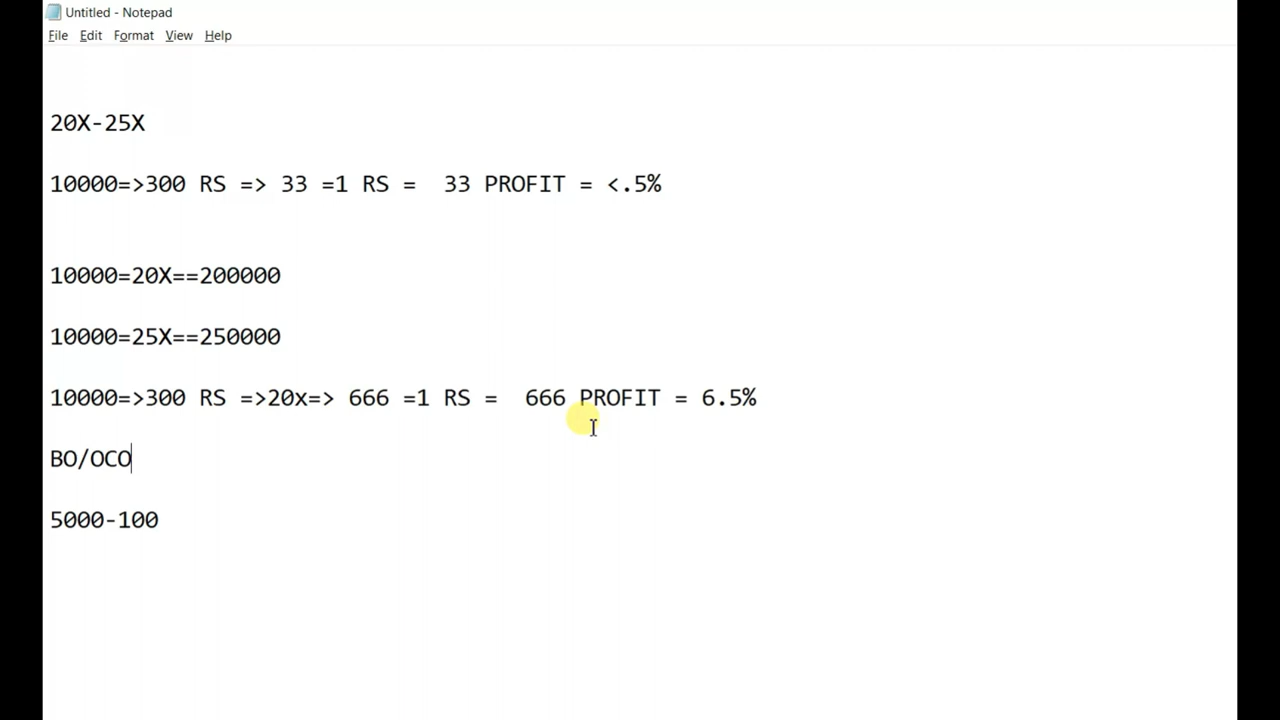 Untitled - Notepad
File Edit Format View Help
20X-25X
10000=>300 RS => 33 =1 RS =  33 PROFIT = <.5%
10000=20X==200000
10000=25X==250000
10000=>300 RS =>20x=> 666 =1 RS =  666 PROFIT = 6.5%
BO/OCO
5000-100